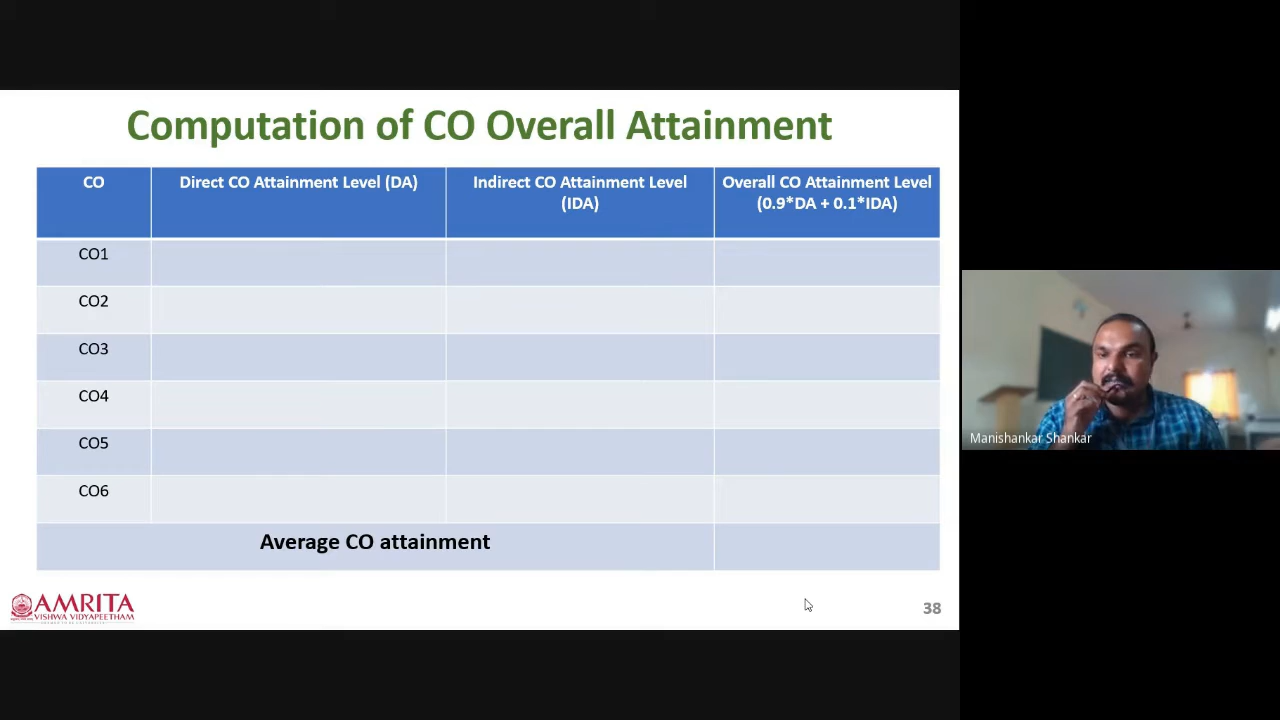 Computation of CO Overall Attainment
CO
Direct CO Attainment Level (DA)
Indirect CO Attainment Level
(IDA)
Overall CO Attainment Level
(0.9*DA + 0.1*IDA)
CO1
CO2
CO3
CO4
CO5
CO6
Average CO attainment
AMRITA
VISHWA VIDYAPEETHAM
38
Manishankar Shankar